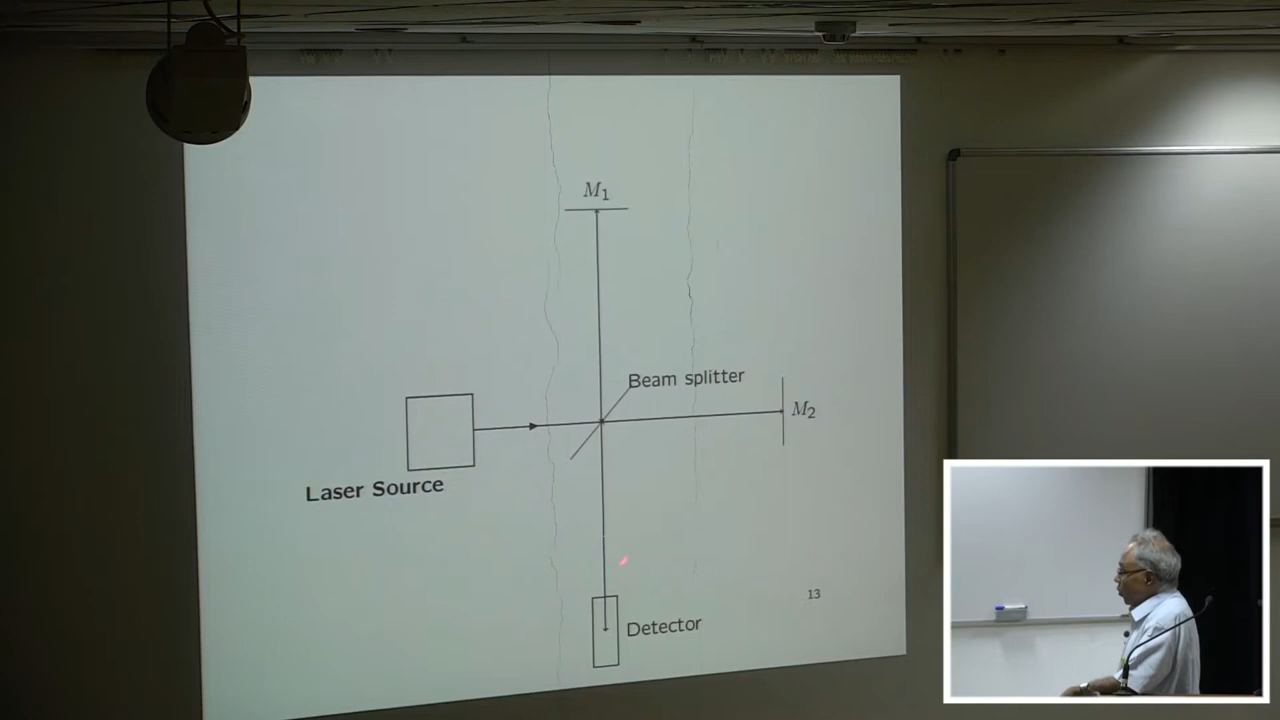 M₁
Beam splitter
M₂
Laser Source
13
Detector